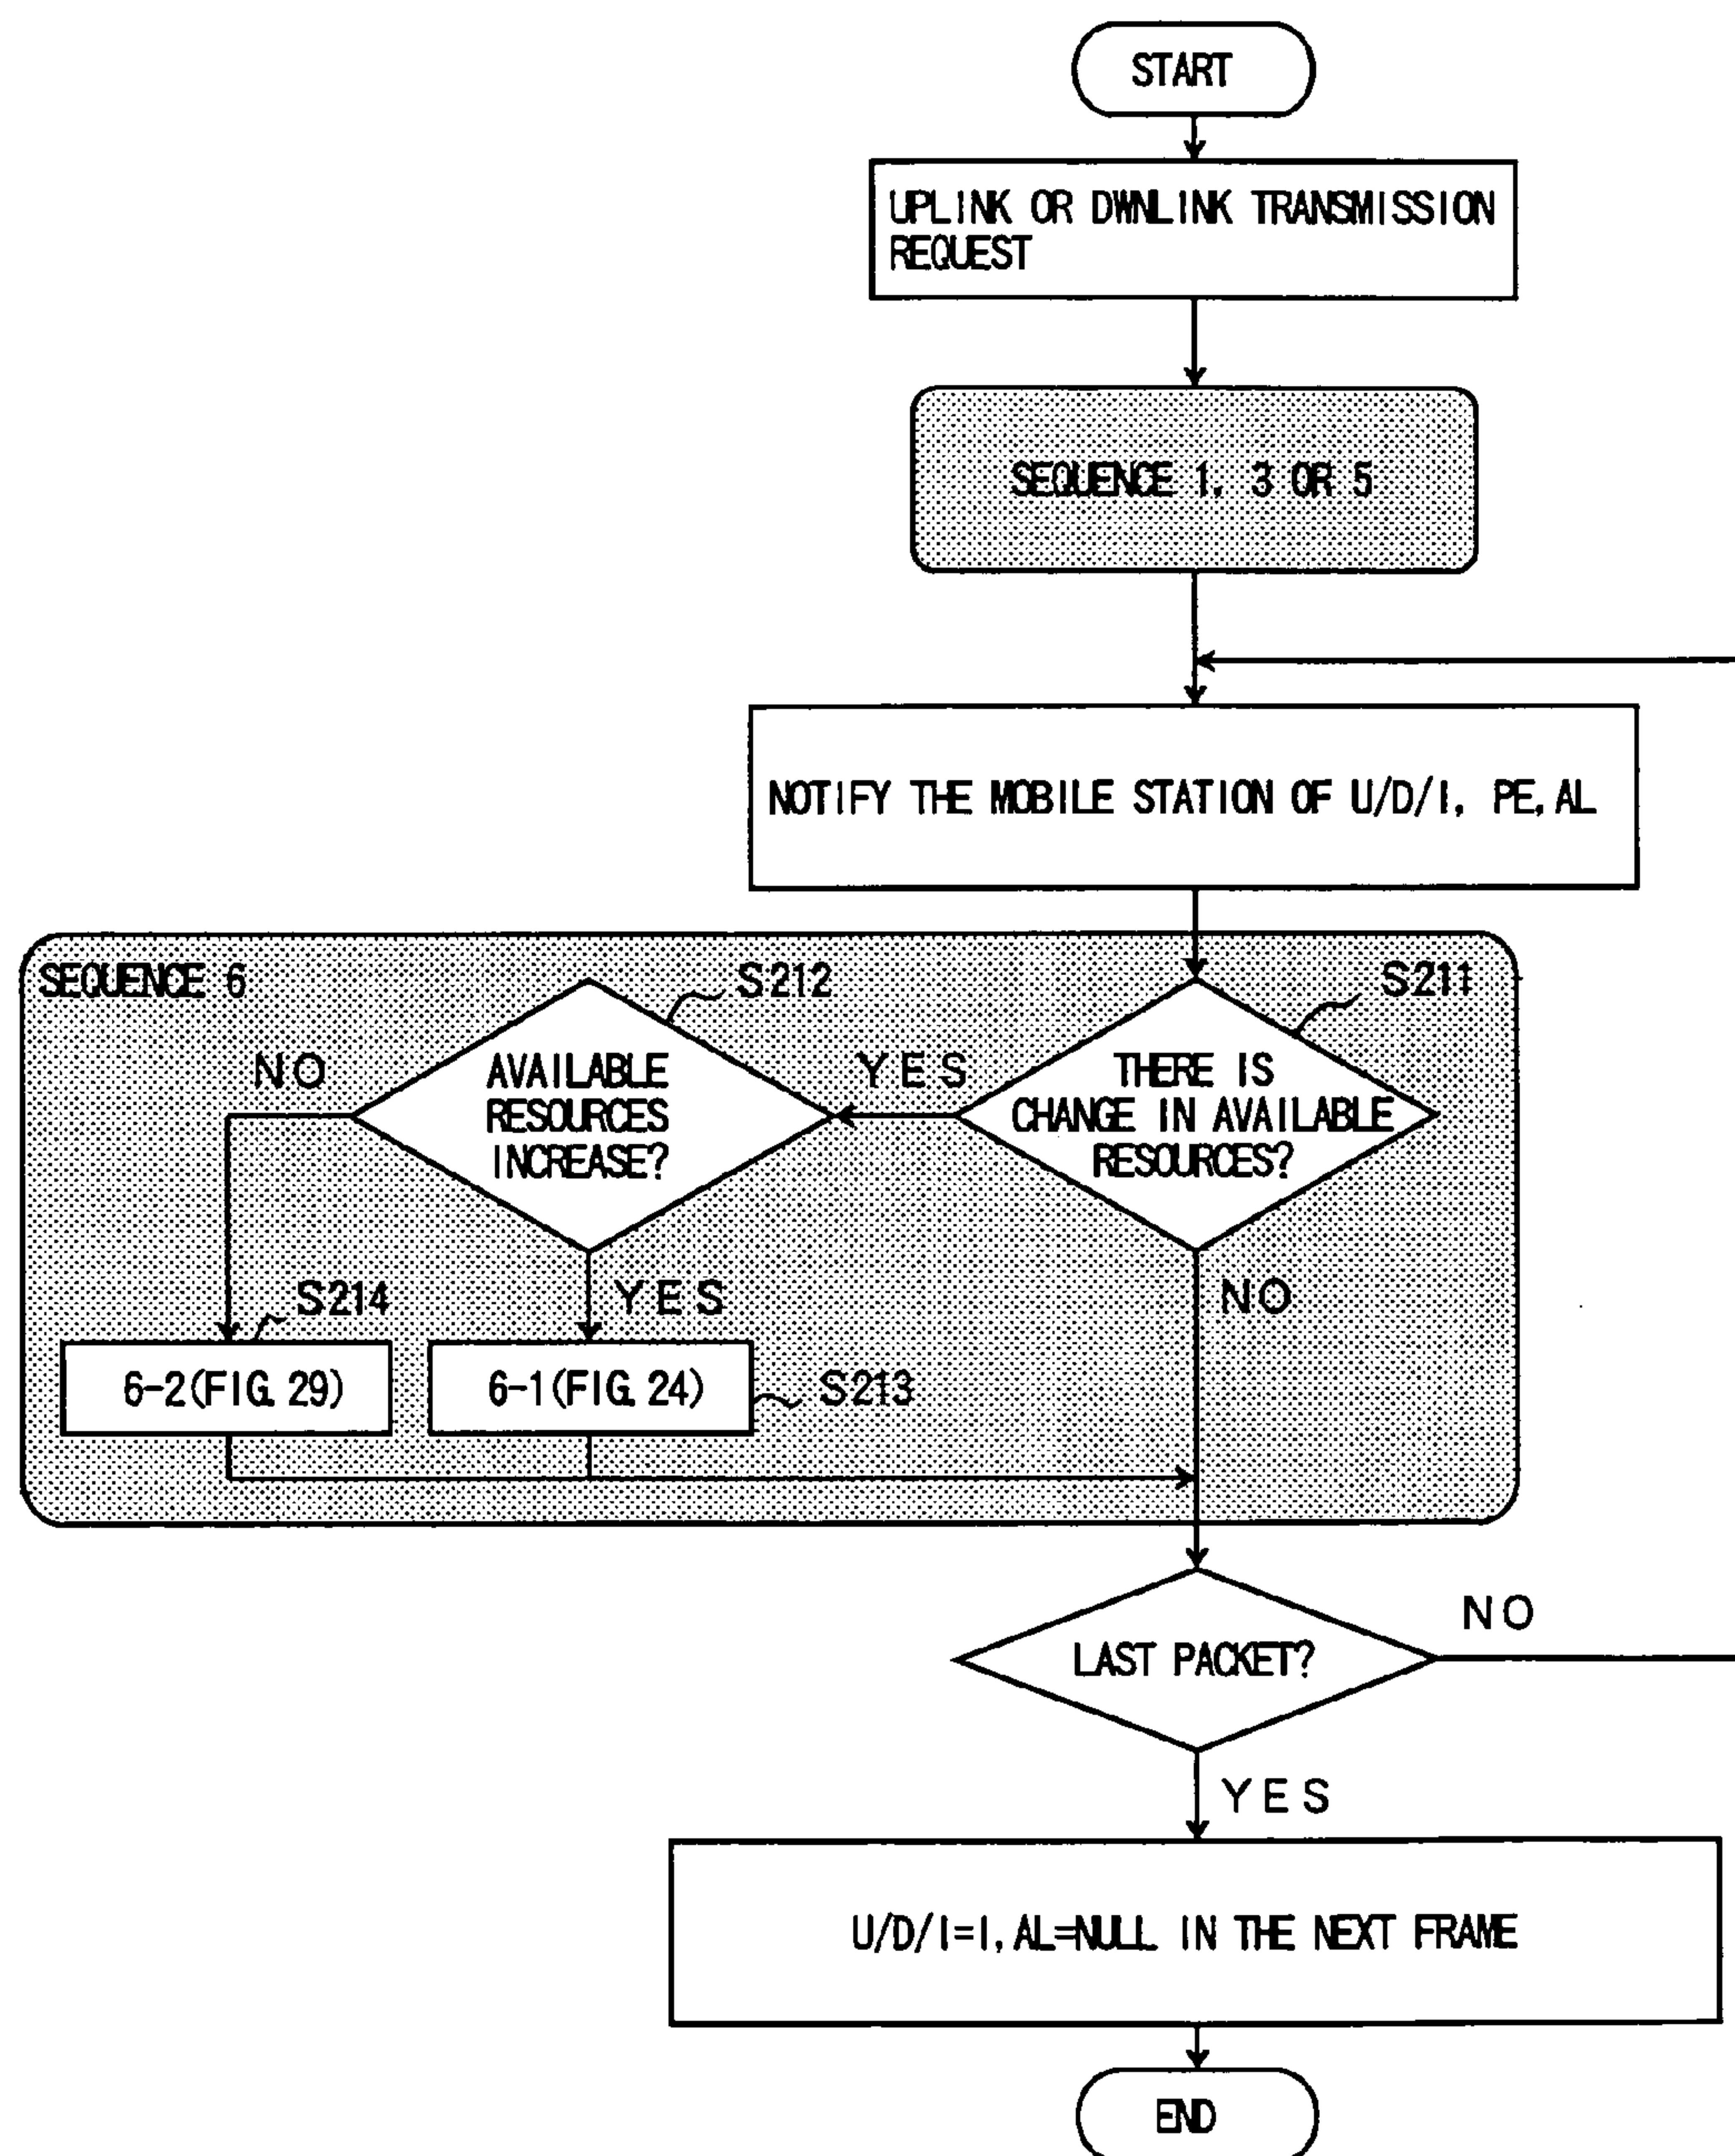 START
UPLINK OR DWNLINK TRANSMISSION
REQUEST
SEQUENCE 1, 3 OR 5
NOTIFY THE MOBILE STATION OF U/D/I, PE, AL
SEQUENCE 6
S212
S211
NO
AVAILABLE
RESOURCES
INCREASE?
YES
THERE IS
CHANGE IN AVAILABLE
RESOURCES?
S214
YES
NO
6-2(FIG. 29)
6-1(FIG. 24)
S213
LAST PACKET?
NO
YES
U/D/I=I, AL=NULL IN THE NEXT FRAME
END